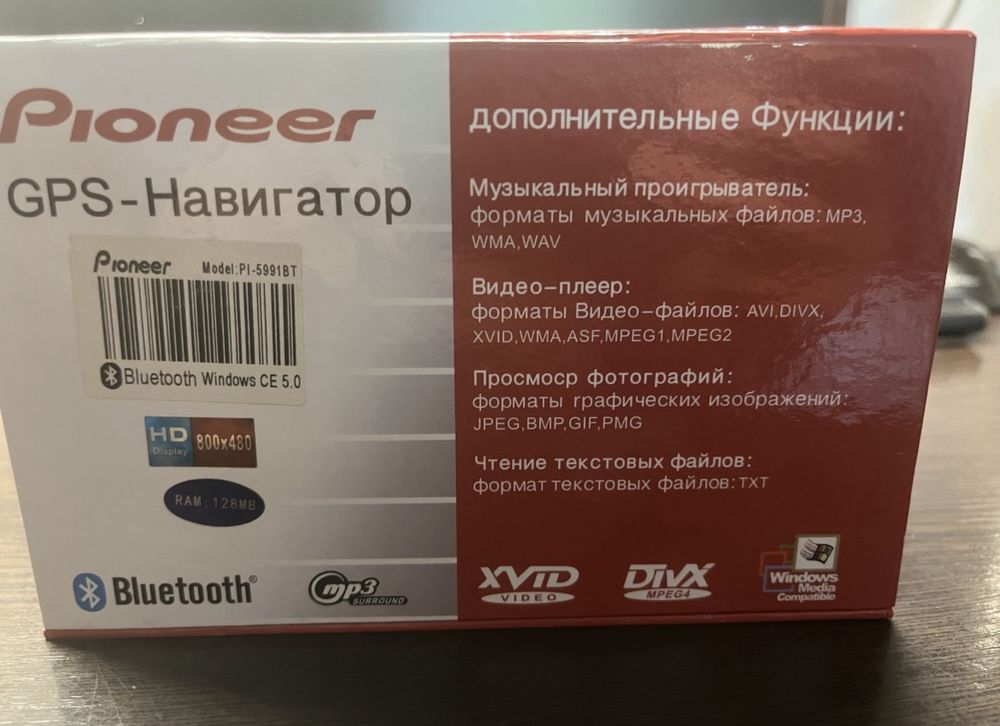 Pioneer
GPS-Навигатор
Pioneer Model:PI-5991BT
Bluetooth Windows CE 5.0
HD
Display
800x480
RAM:128MB
Bluetooth®
mp3
SURROUND
дополнительные Функции:
Музыкальный проигрыватель:
форматы музыкальных файлов: MP3,
WMA,WAV
Видео-плеер:
форматы Видео-файлов: AVI,DIVX,
XVID,WMA,ASF,MPEG1,MPEG2
Просмоср фотографий:
форматы графических изображений:
JPEG,BMP,GIF,PMG
Чтение текстовых файлов:
формат текстовых файлов:TXT
XVID
VIDEO
DIVX
MPEG4
Windows
Media
Compatible